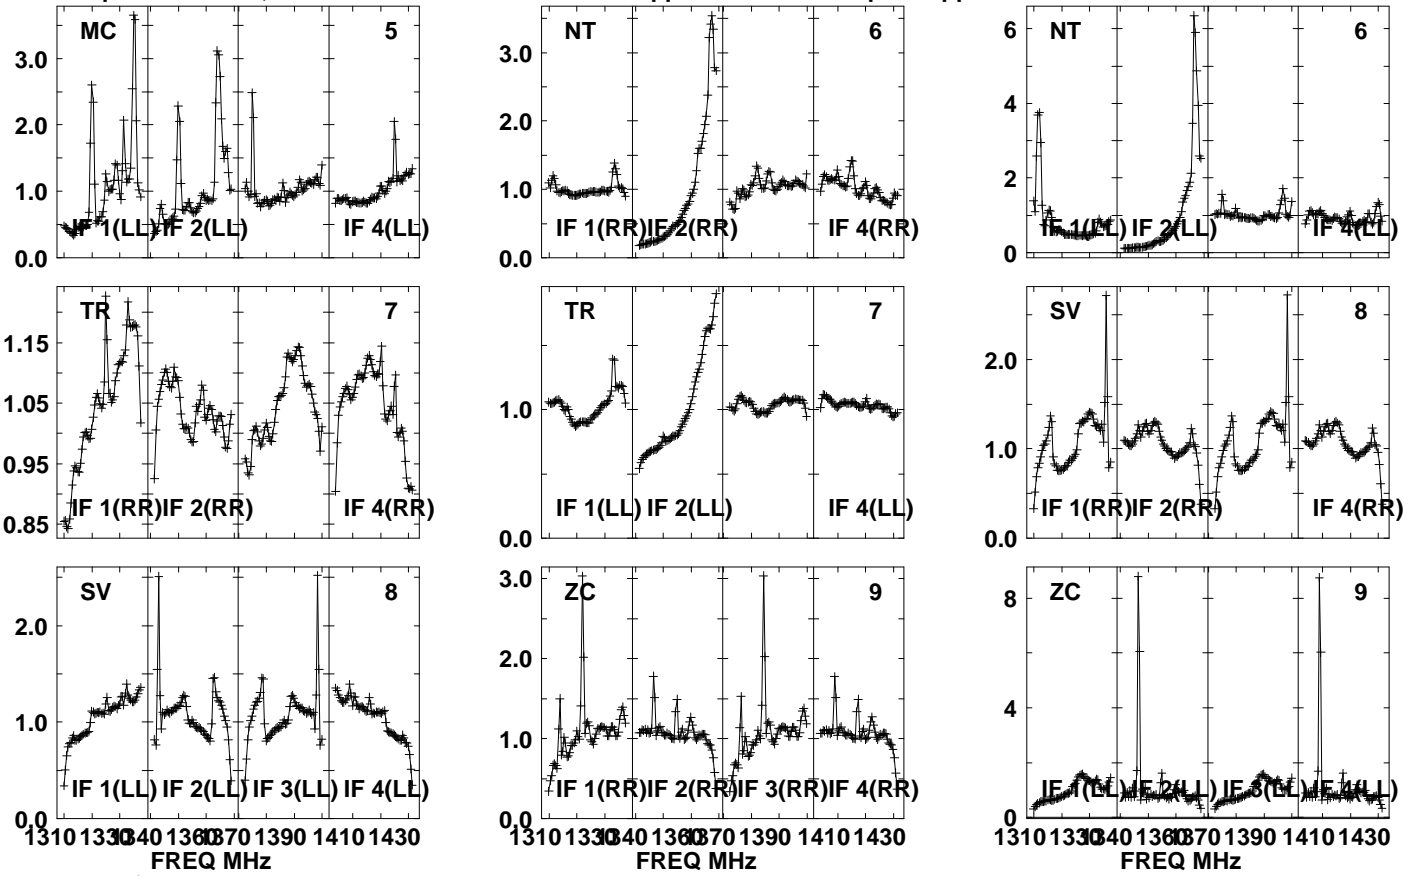 MC 5 NT 6 NT 6
3.0 3.0 6
2.0 2.0 4
1.0 1.0 2
0.0 0.0 0
IF 1(LL) IF 2(LL) IF 4(LL) IF 1(RR) IF 2(RR) IF 4(RR) IF 1(LL) IF 2(LL) IF 4(LL)
TR 7 TR 7 SV 8
1.15 2.0
1.05 1.0 1.0
0.95
0.85 0.0 0.0
IF 1(RR) IF 2(RR) IF 4(RR) IF 1(LL) IF 2(LL) IF 4(LL) IF 1(RR) IF 2(RR) IF 4(RR)
SV 8 ZC 9 ZC 9
3.0 8
2.0 2.0 4
1.0 1.0
0.0 0.0 0
IF 1(LL) IF 2(LL) IF 3(LL) IF 4(LL) IF 1(RR) IF 2(RR) IF 3(RR) IF 4(RR) IF 1(LL) IF 2(LL) IF 3(LL) IF 4(LL)
1310 1330 1340 1360 1370 1390 1410 1430 1310 1330 1340 1360 1370 1390 1410 1430 1310 1330 1340 1360 1370 1390 1410 1430
FREQ MHz FREQ MHz FREQ MHz